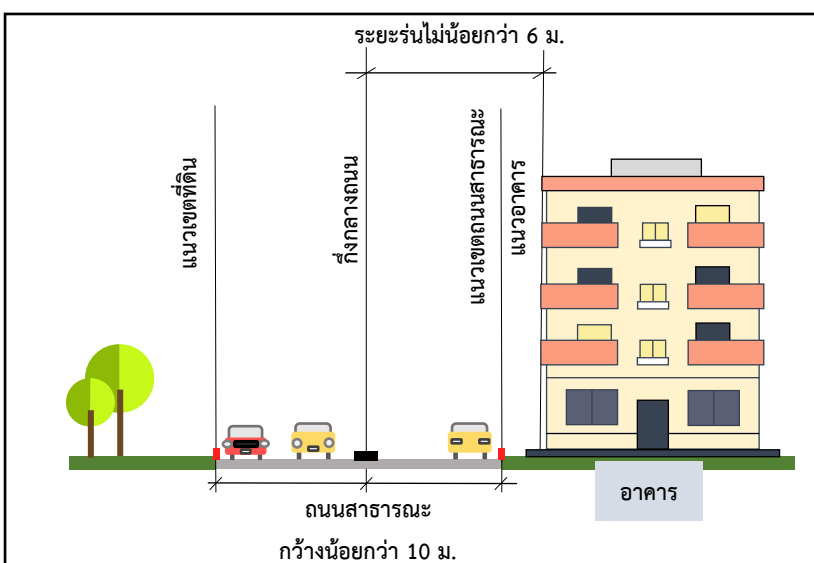 ระยะร่นไม่น้อยกว่า 6 ม.
แนวเขตที่ดิน
กึ่งกลางถนน
แนวเขตถนนสาธารณะ
แนวอาคาร
อาคาร
ถนนสาธารณะ
กว้างน้อยกว่า 10 ม.